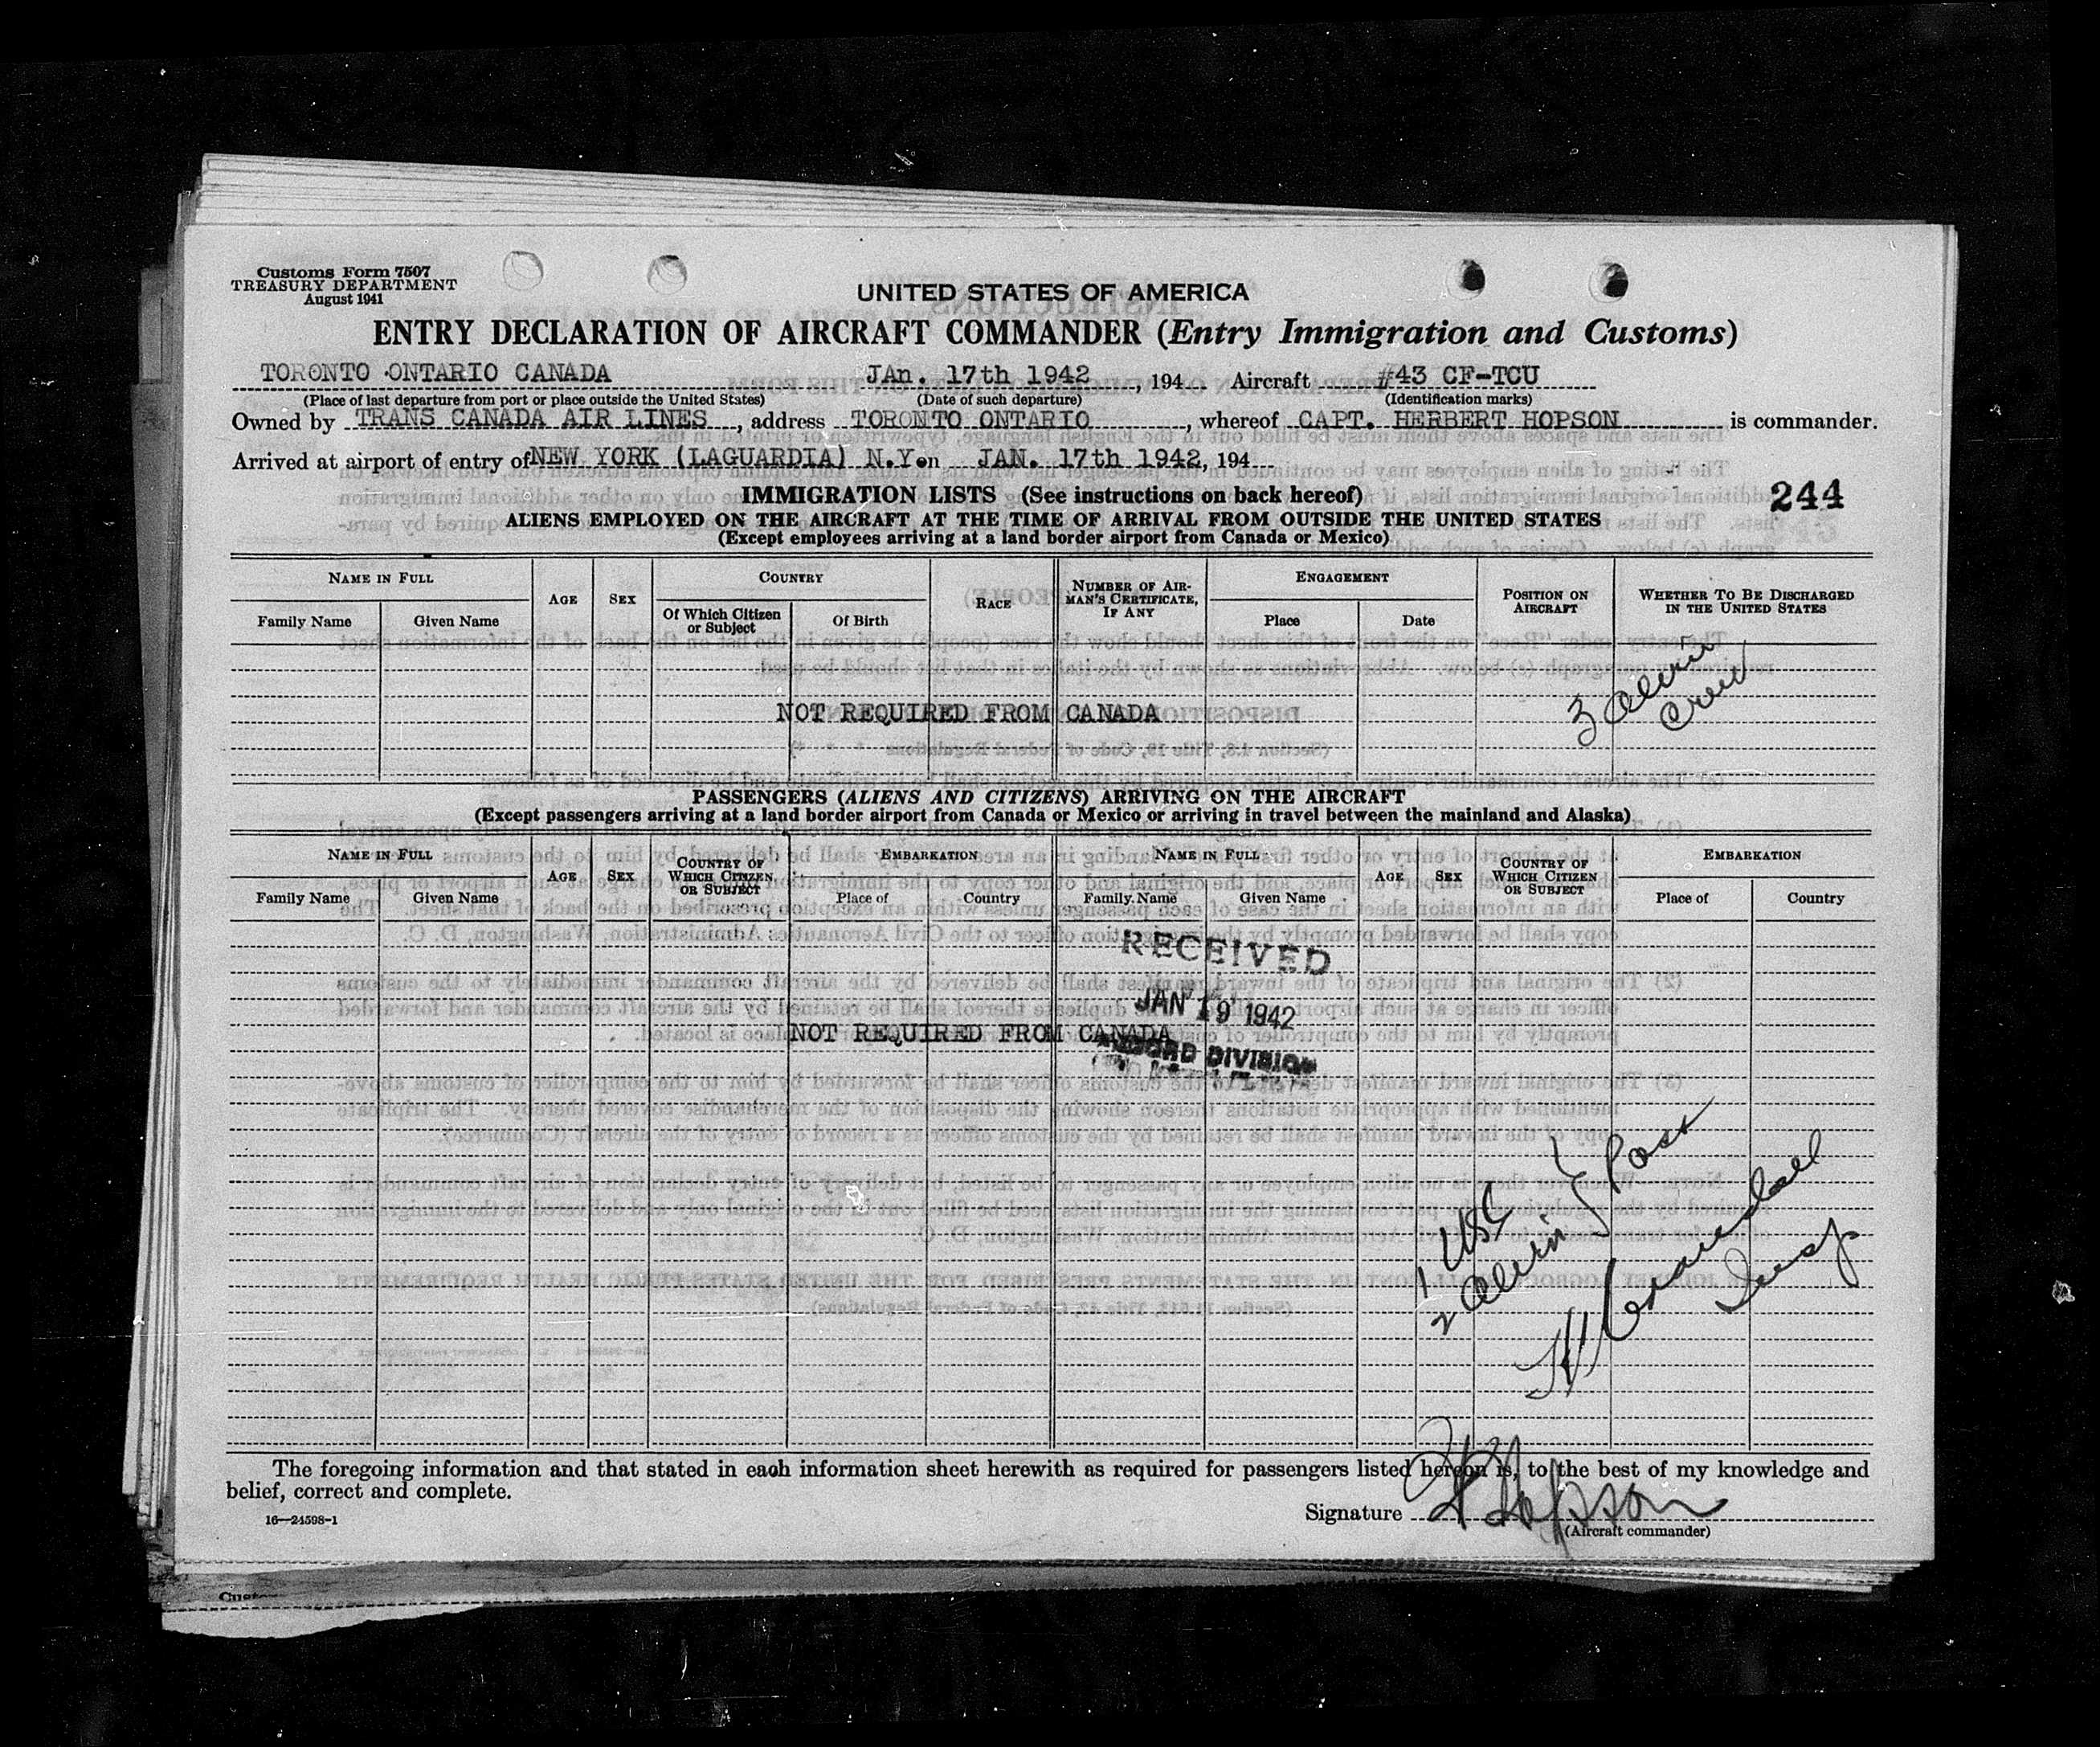 Customs Form 7507
TREASURY DEPARTMENT
August 1941
UNITED STATES OF AMERICA
ENTRY DECLARATION OF AIRCRAFT COMMANDER (Entry Immigration and Customs)
TORONTO ONTARIO CANADA JAn. 17th 1942, 194 Aircraft #43 CF-TCU
(Place of last departure from port or place outside the United States) (Date of such departure) (Identification marks)
Owned by TRANS CANADA AIR LINES, address TORONTO ONTARIO, whereof CAPT. HERBERT HOPSON is commander.
Arrived at airport of entry of NEW YORK (LAGUARDIA) N.Y. on JAN. 17th 1942, 194
IMMIGRATION LISTS (See instructions on back hereof)
244
ALIENS EMPLOYED ON THE AIRCRAFT AT THE TIME OF ARRIVAL FROM OUTSIDE THE UNITED STATES
(Except employees arriving at a land border airport from Canada or Mexico)
NAME IN FULL AGE SEX COUNTRY RACE NUMBER OF AIRMAN'S CERTIFICATE, IF ANY ENGAGEMENT POSITION ON AIRCRAFT WHETHER TO BE DISCHARGED IN THE UNITED STATES
Family Name Given Name Of Which Citizen or Subject Of Birth Place Date
3 Alien
Crew
NOT REQUIRED FROM CANADA
PASSENGERS (ALIENS AND CITIZENS) ARRIVING ON THE AIRCRAFT
(Except passengers arriving at a land border airport from Canada or Mexico or arriving in travel between the mainland and Alaska)
NAME IN FULL AGE SEX COUNTRY OF WHICH CITIZEN OR SUBJECT EMBARKATION NAME IN FULL AGE SEX COUNTRY OF WHICH CITIZEN OR SUBJECT EMBARKATION
Family Name Given Name Place of Country Family Name Given Name Place of Country
RECEIVED
JAN 19 1942
NOT REQUIRED FROM CANADA
RECORD DIVISION
1 USC
2 Alien } Pass
Insp
The foregoing information and that stated in each information sheet herewith as required for passengers listed hereon is, to the best of my knowledge and
belief, correct and complete.
Signature H Hopson
16—24598-1
(Aircraft commander)